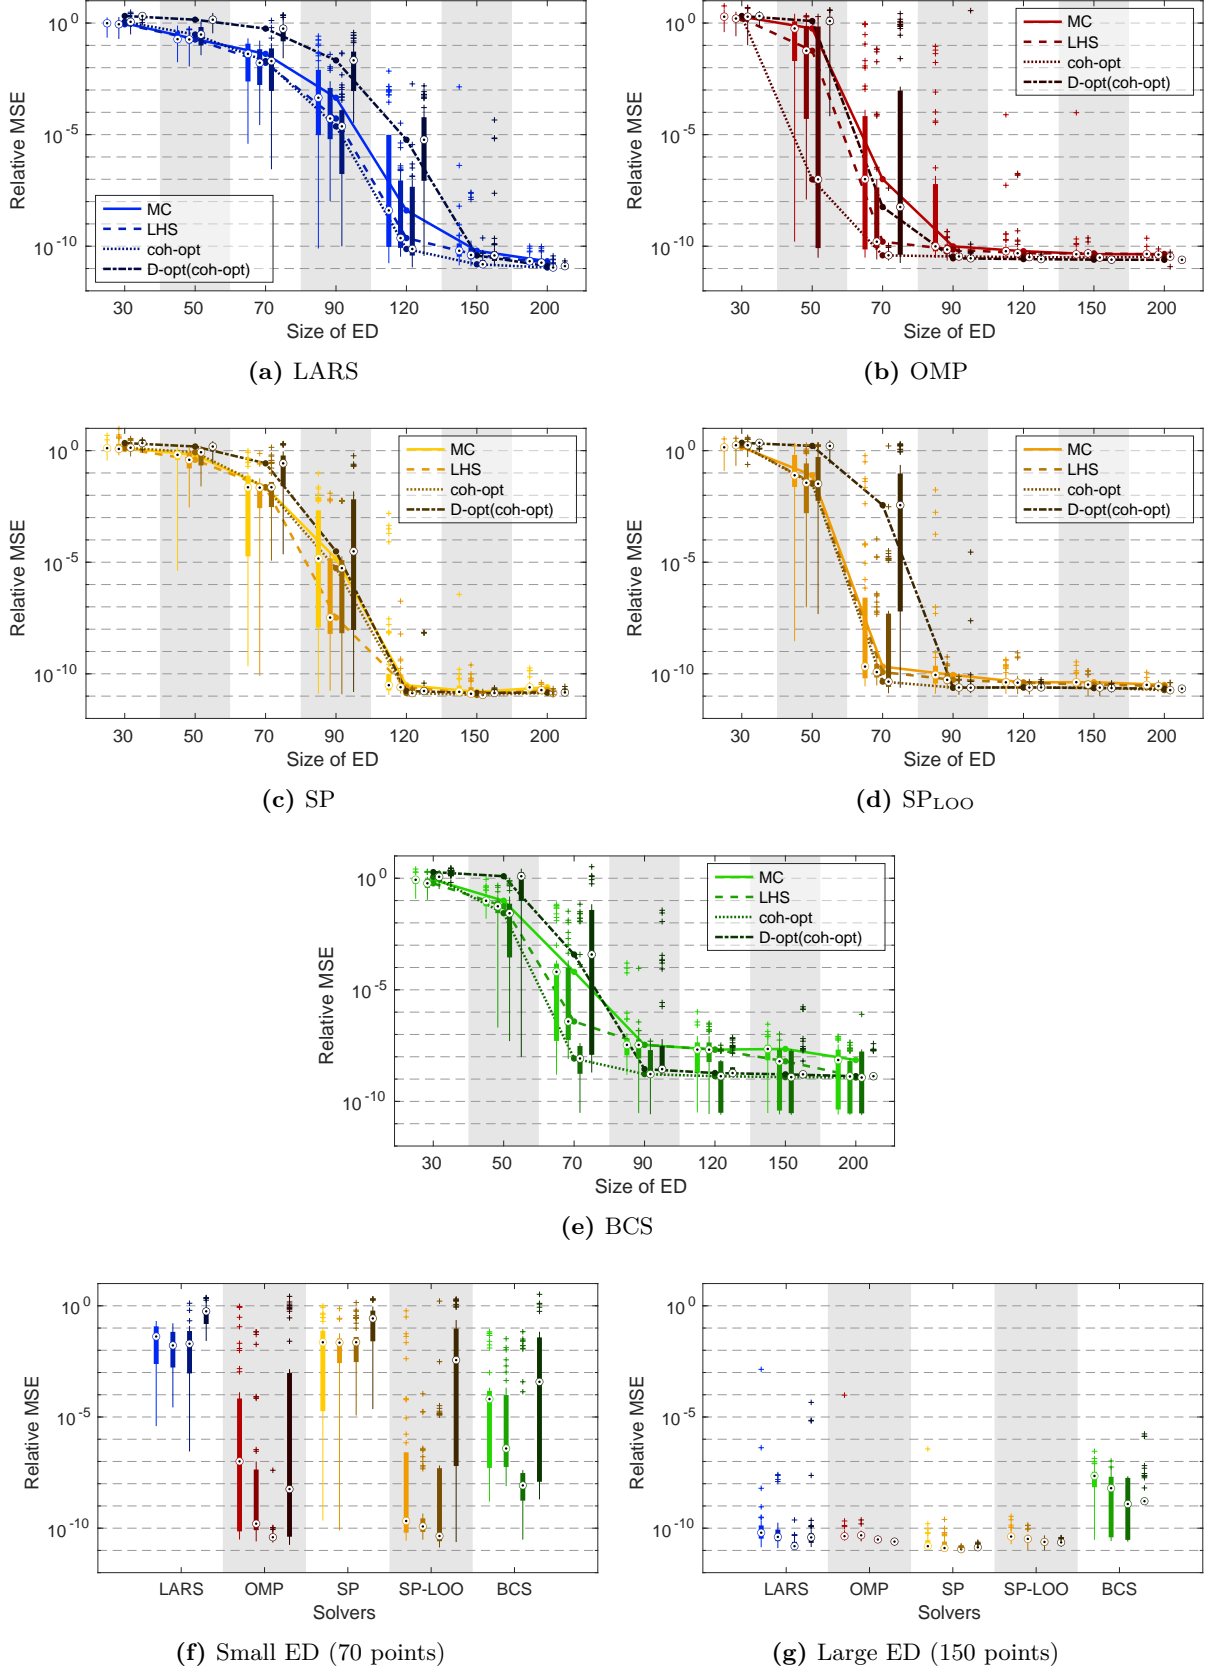 10^0
10^-5
10^-10
Relative MSE
MC
LHS
coh-opt
D-opt(coh-opt)
30 50 70 90 120 150 200
Size of ED
(a) LARS
10^0
10^-5
10^-10
Relative MSE
MC
LHS
coh-opt
D-opt(coh-opt)
30 50 70 90 120 150 200
Size of ED
(b) OMP
10^0
10^-5
10^-10
Relative MSE
MC
LHS
coh-opt
D-opt(coh-opt)
30 50 70 90 120 150 200
Size of ED
(c) SP
10^0
10^-5
10^-10
Relative MSE
MC
LHS
coh-opt
D-opt(coh-opt)
30 50 70 90 120 150 200
Size of ED
(d) SP_LOO
10^0
10^-5
10^-10
Relative MSE
MC
LHS
coh-opt
D-opt(coh-opt)
30 50 70 90 120 150 200
Size of ED
(e) BCS
10^0
10^-5
10^-10
Relative MSE
LARS OMP SP SP-LOO BCS
Solvers
(f) Small ED (70 points)
10^0
10^-5
10^-10
Relative MSE
LARS OMP SP SP-LOO BCS
Solvers
(g) Large ED (150 points)